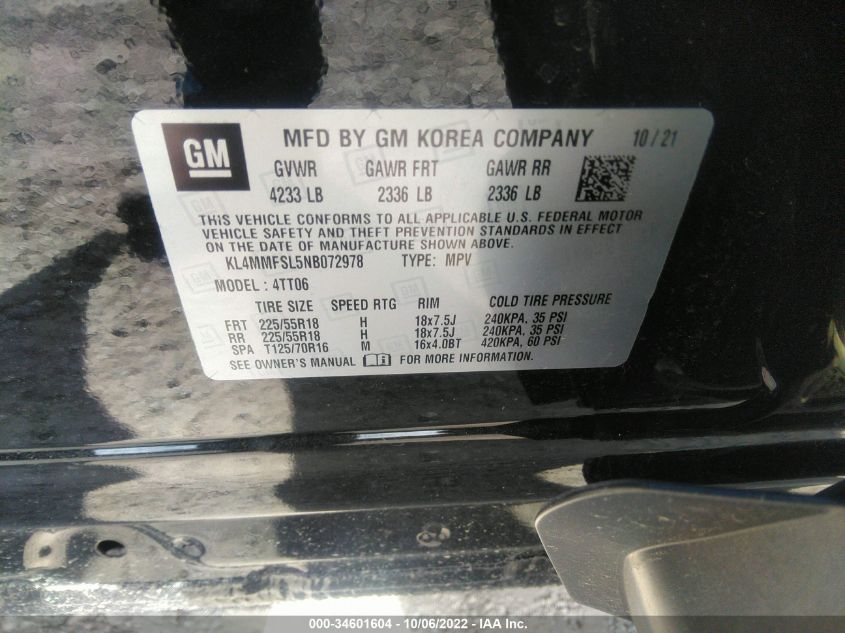 GM MFD BY GM KOREA COMPANY 10/21
GVWR GAWR FRT GAWR RR
4233 LB 2336 LB 2336 LB
THIS VEHICLE CONFORMS TO ALL APPLICABLE U.S. FEDERAL MOTOR
VEHICLE SAFETY AND THEFT PREVENTION STANDARDS IN EFFECT
ON THE DATE OF MANUFACTURE SHOWN ABOVE.
KL4MMFSL5NB072978 TYPE: MPV
MODEL: 4TT06
TIRE SIZE SPEED RTG RIM COLD TIRE PRESSURE
FRT 225/55R18 H 18x7.5J 240KPA, 35 PSI
RR 225/55R18 H 18x7.5J 240KPA, 35 PSI
SPA T125/70R16 M 16x4.0BT 420KPA, 60 PSI
SEE OWNER'S MANUAL FOR MORE INFORMATION.
000-34601604 - 10/06/2022 - IAA Inc.